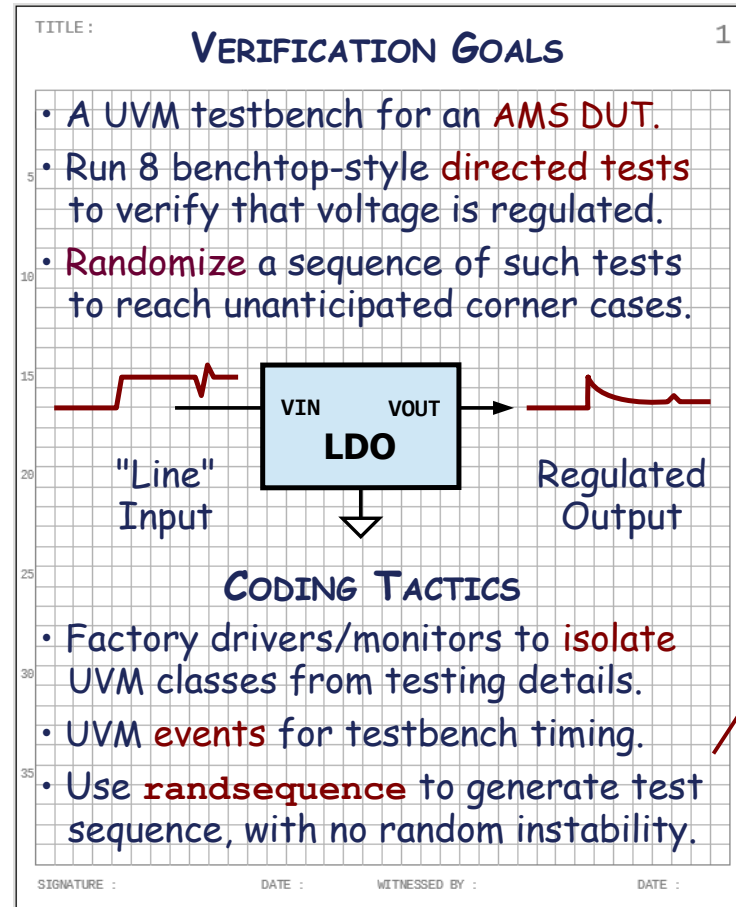 TITLE:
1
VERIFICATION GOALS
• A UVM testbench for an AMS DUT.
5
• Run 8 benchtop-style directed tests
to verify that voltage is regulated.
10
• Randomize a sequence of such tests
to reach unanticipated corner cases.
15
VIN VOUT
LDO
20
"Line"
Input
Regulated
Output
25
CODING TACTICS
• Factory drivers/monitors to isolate
30
UVM classes from testing details.
• UVM events for testbench timing.
35
• Use randsequence to generate test
sequence, with no random instability.
SIGNATURE : DATE : WITNESSED BY : DATE :